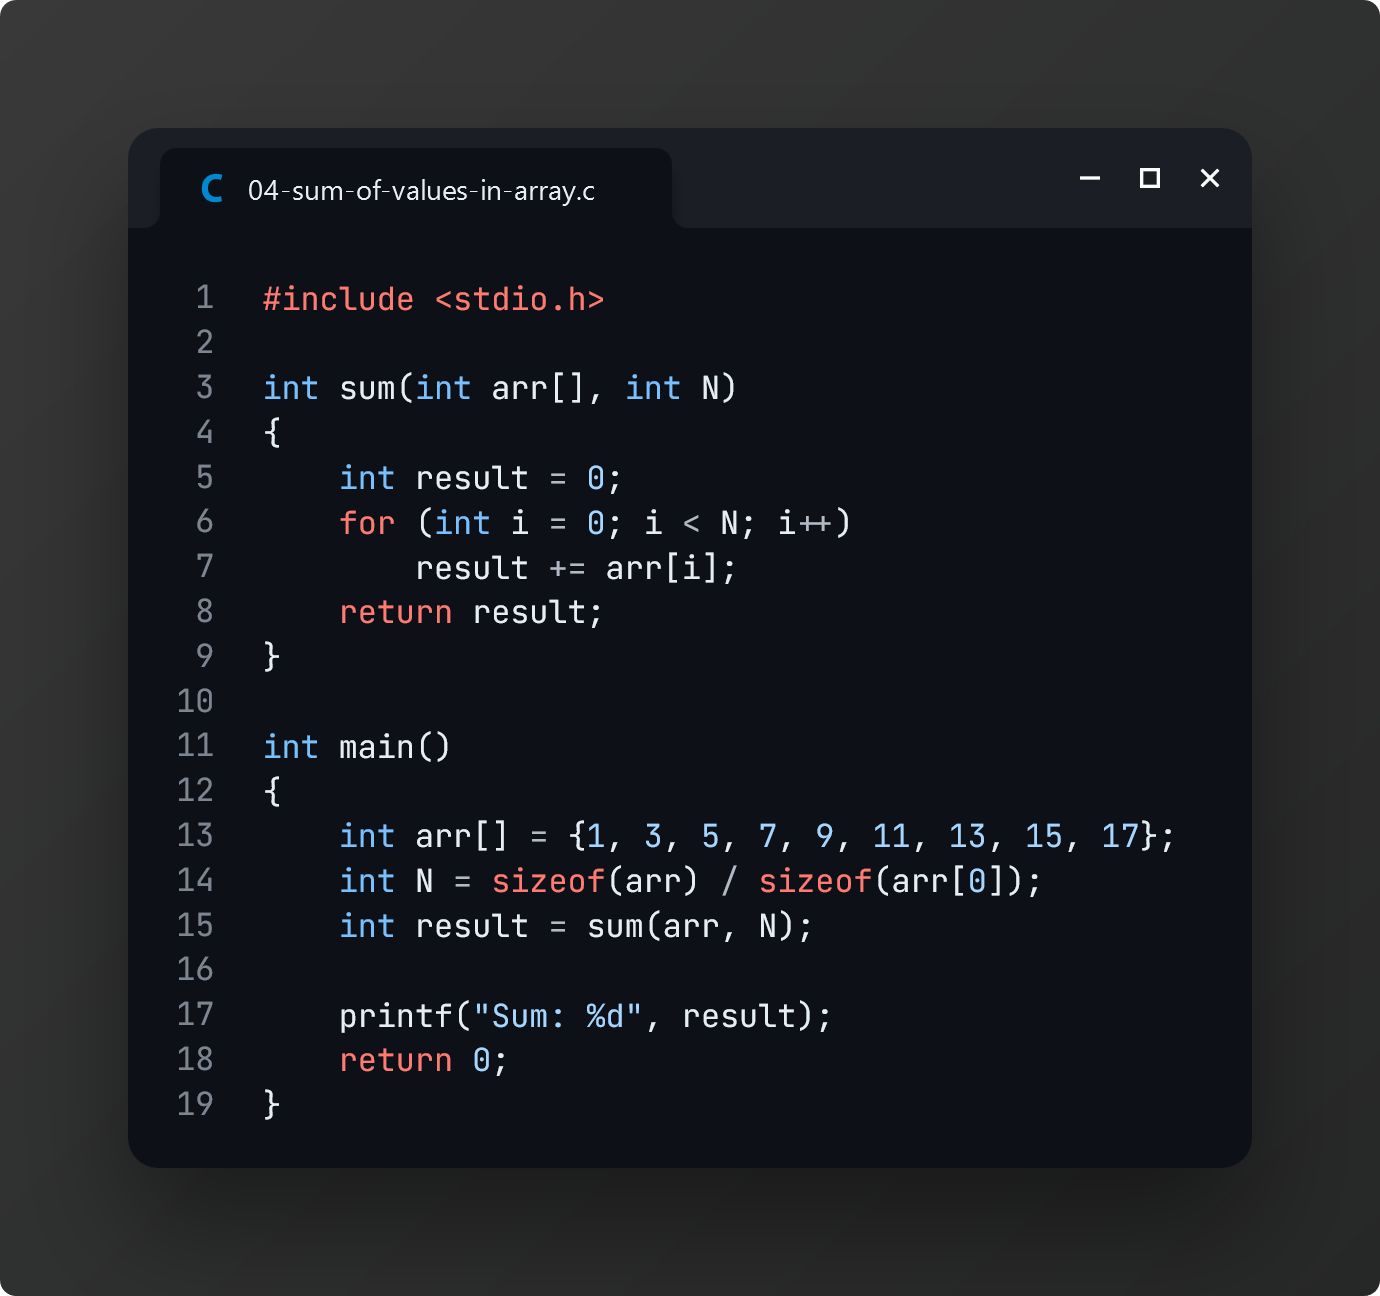 C 04-sum-of-values-in-array.c
1 #include <stdio.h>
2
3 int sum(int arr[], int N)
4 {
5     int result = 0;
6     for (int i = 0; i < N; i++)
7         result += arr[i];
8     return result;
9 }
10
11 int main()
12 {
13     int arr[] = {1, 3, 5, 7, 9, 11, 13, 15, 17};
14     int N = sizeof(arr) / sizeof(arr[0]);
15     int result = sum(arr, N);
16
17     printf("Sum: %d", result);
18     return 0;
19 }